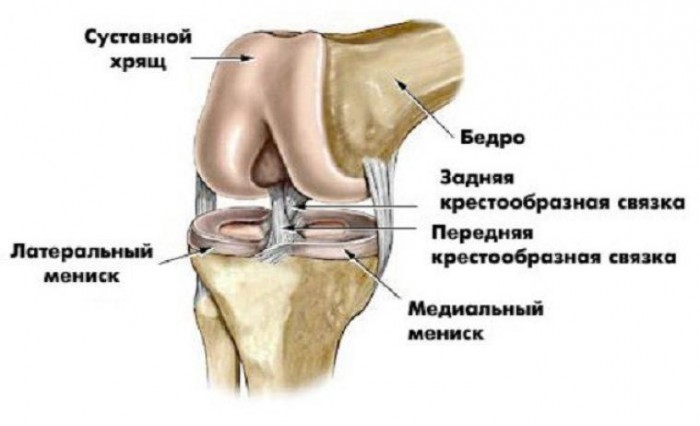 Суставной
хрящ
Бедро
Задняя
крестообразная связка
Передняя
крестообразная связка
Латеральный
мениск
Медиальный
мениск